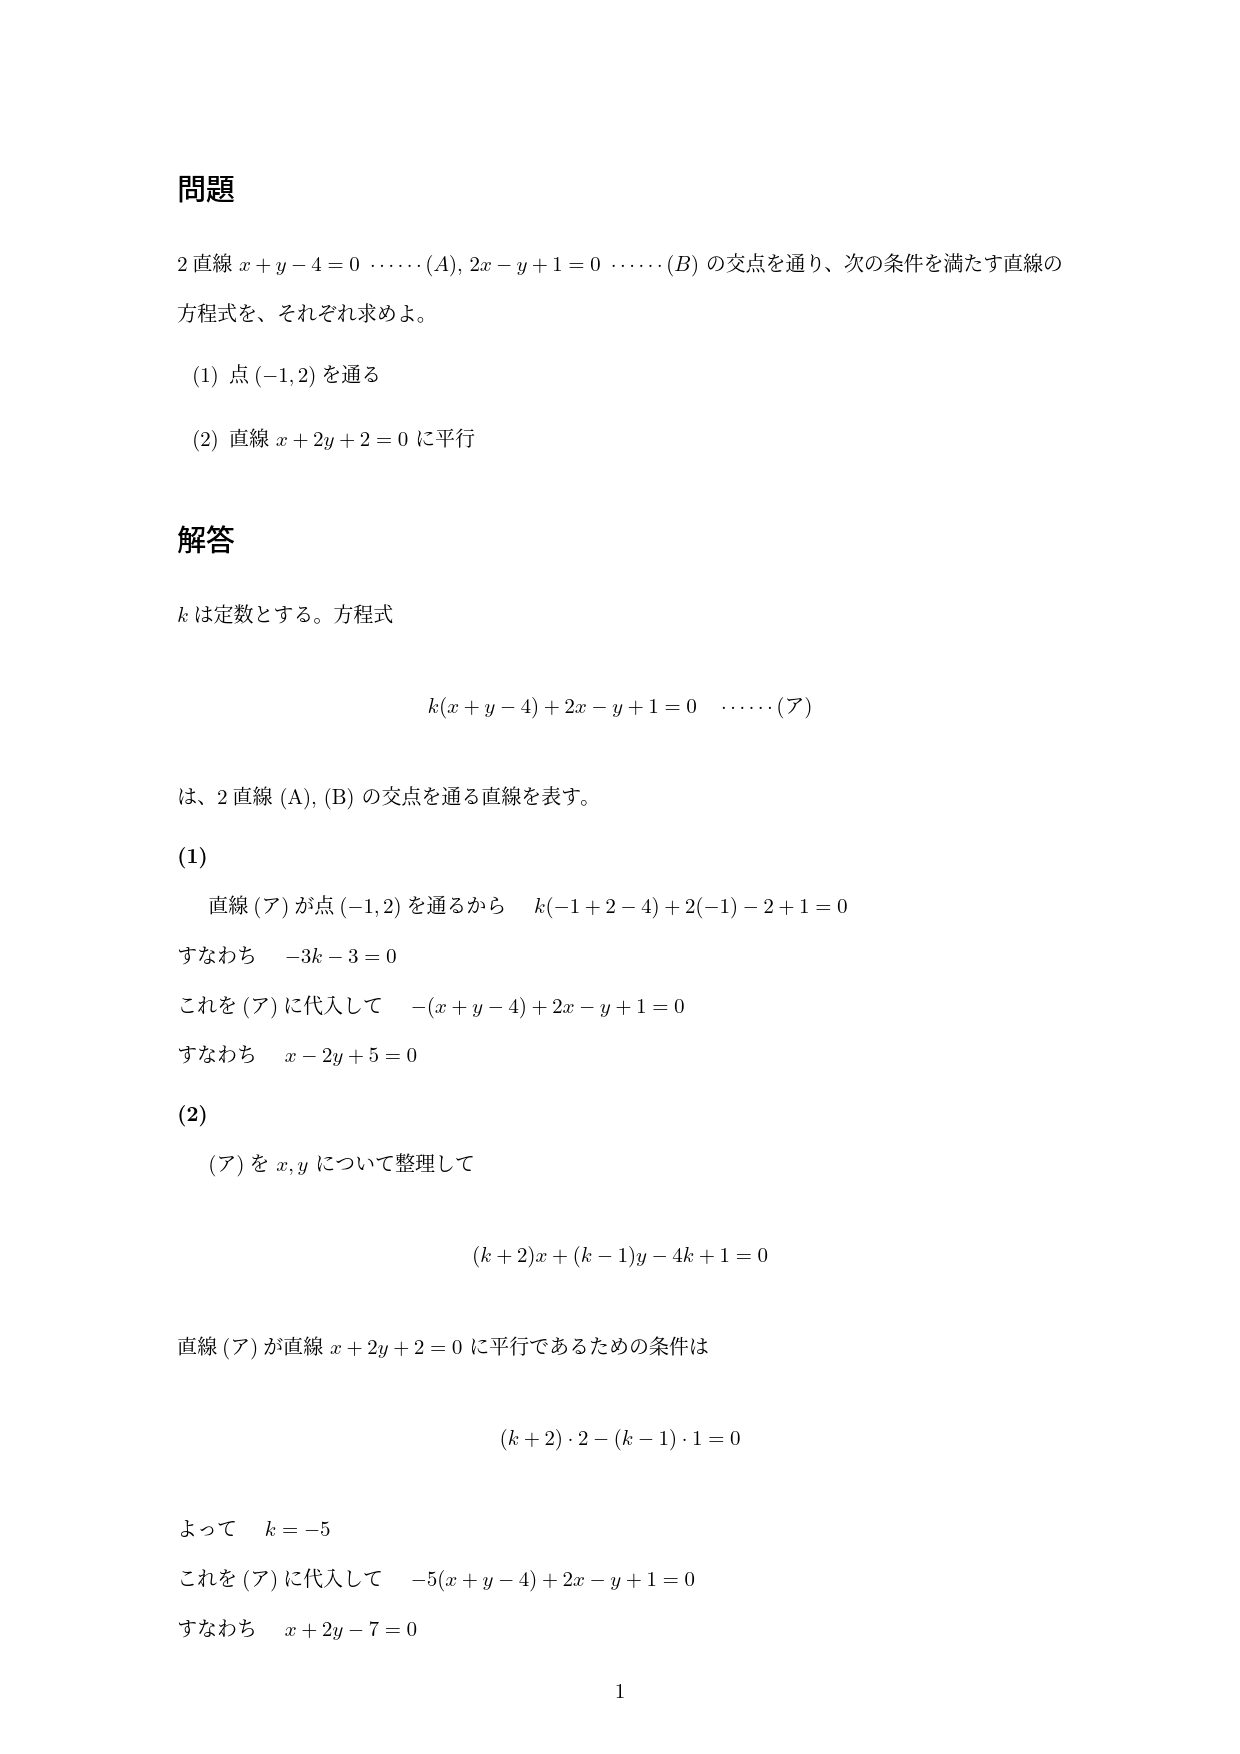 問題
2 直線 x + y − 4 = 0 ⋯⋯(A), 2x − y + 1 = 0 ⋯⋯(B) の交点を通り、次の条件を満たす直線の
方程式を、それぞれ求めよ。
(1) 点 (−1, 2) を通る
(2) 直線 x + 2y + 2 = 0 に平行
解答
k は定数とする。方程式
k(x + y − 4) + 2x − y + 1 = 0 ⋯⋯(ア)
は、2 直線 (A), (B) の交点を通る直線を表す。
(1)
直線 (ア) が点 (−1, 2) を通るから k(−1 + 2 − 4) + 2(−1) − 2 + 1 = 0
すなわち −3k − 3 = 0
これを (ア) に代入して −(x + y − 4) + 2x − y + 1 = 0
すなわち x − 2y + 5 = 0
(2)
(ア) を x, y について整理して
(k + 2)x + (k − 1)y − 4k + 1 = 0
直線 (ア) が直線 x + 2y + 2 = 0 に平行であるための条件は
(k + 2) · 2 − (k − 1) · 1 = 0
よって k = −5
これを (ア) に代入して −5(x + y − 4) + 2x − y + 1 = 0
すなわち x + 2y − 7 = 0
1